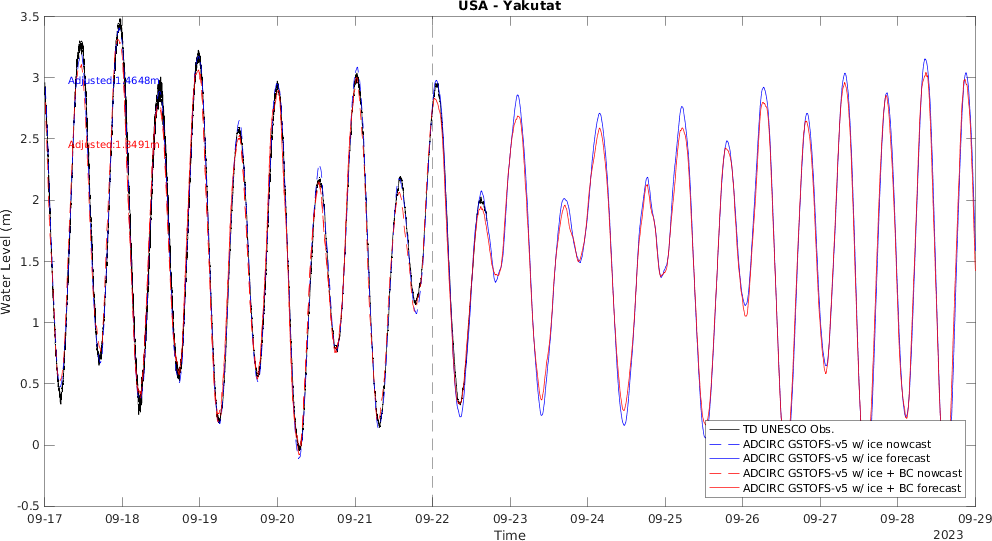 USA - Yakutat
3.5
3
2.5
2
1.5
1
0.5
0
-0.5
Water Level (m)
Adjusted:1.4648m
Adjusted:1.8491m
TD UNESCO Obs.
ADCIRC GSTOFS-v5 w/ ice nowcast
ADCIRC GSTOFS-v5 w/ ice forecast
ADCIRC GSTOFS-v5 w/ ice + BC nowcast
ADCIRC GSTOFS-v5 w/ ice + BC forecast
09-17 09-18 09-19 09-20 09-21 09-22 09-23 09-24 09-25 09-26 09-27 09-28 09-29
Time
2023